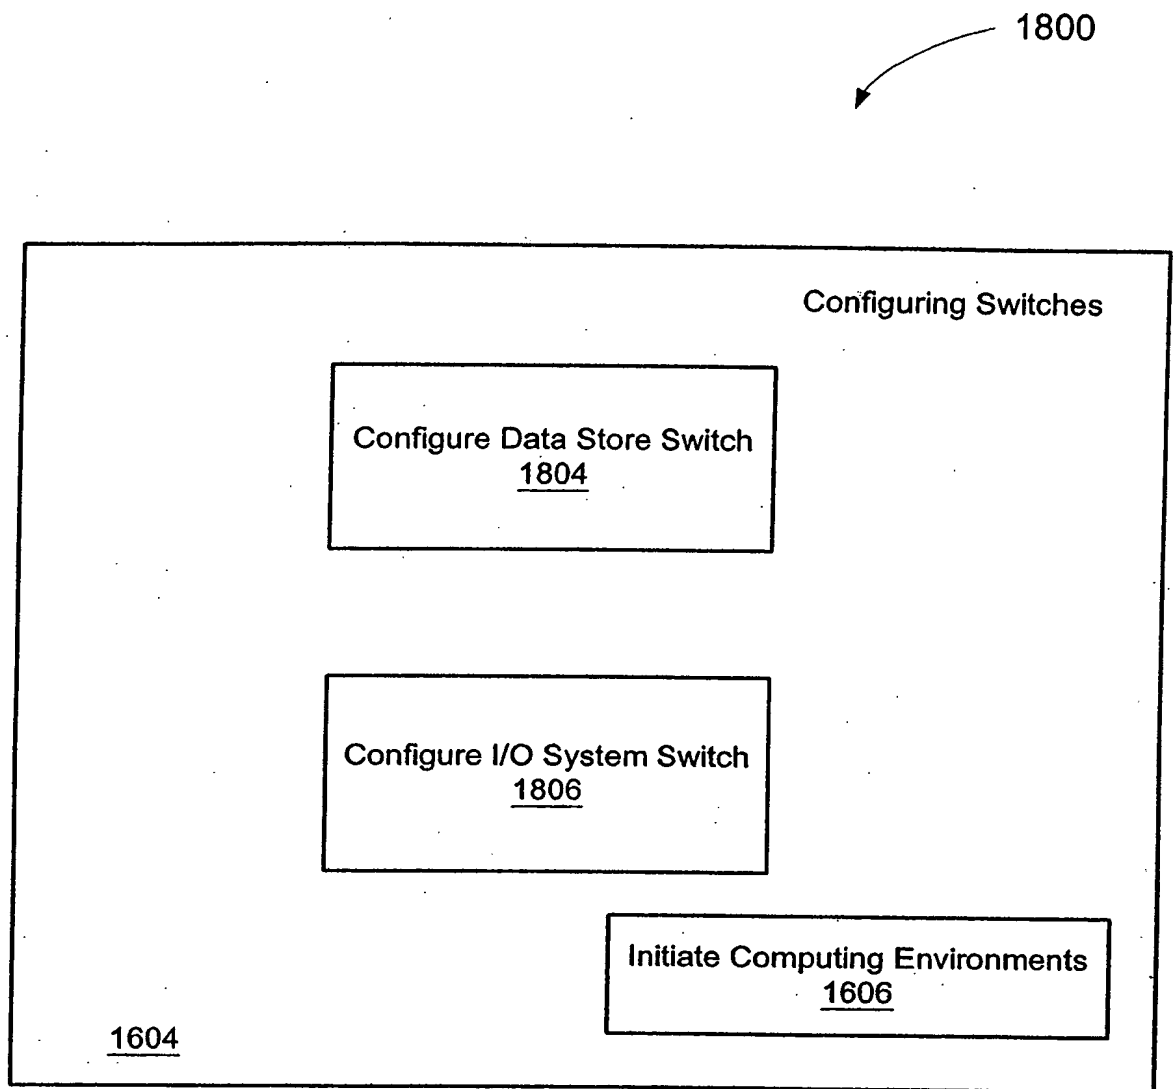 1800
Configuring Switches
Configure Data Store Switch
1804
Configure I/O System Switch
1806
Initiate Computing Environments
1606
1604